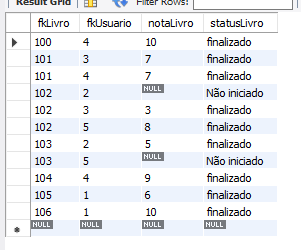 Result Grid Filter Rows:
fkLivro fkUsuario notaLivro statusLivro
100 4 10 finalizado
101 3 7 finalizado
101 4 7 finalizado
102 2 NULL Não iniciado
102 3 3 finalizado
102 5 8 finalizado
103 2 5 finalizado
103 5 NULL Não iniciado
104 4 9 finalizado
105 1 6 finalizado
106 1 10 finalizado
NULL NULL NULL NULL